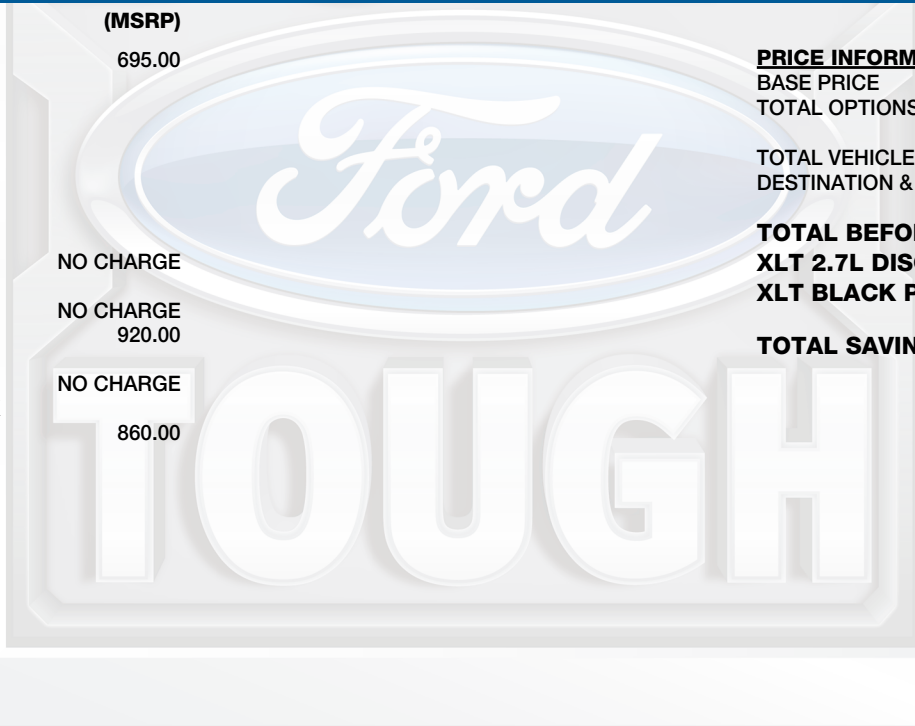 (MSRP)
695.00
NO CHARGE
NO CHARGE
920.00
NO CHARGE
860.00
PRICE INFORM
BASE PRICE
TOTAL OPTIONS
TOTAL VEHICLE
DESTINATION &
TOTAL BEFO
XLT 2.7L DIS
XLT BLACK P
TOTAL SAVIN
Ford
TOUGH